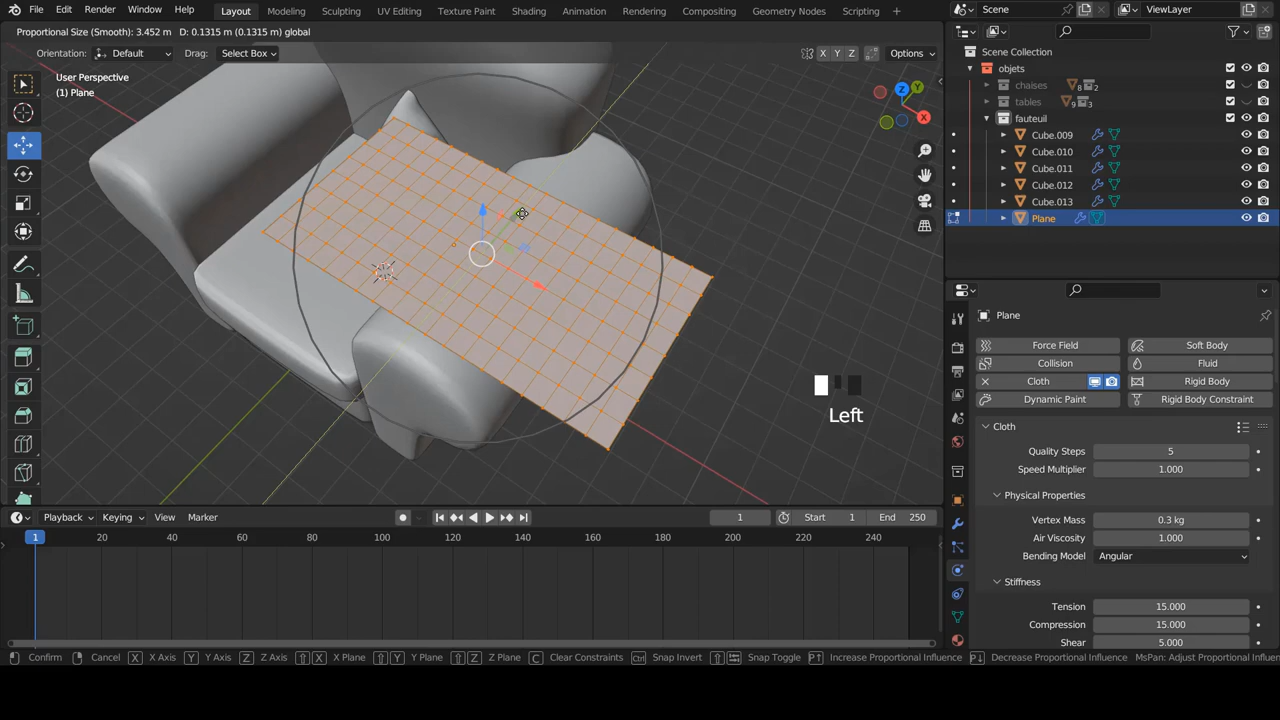 File Edit Render Window Help Layout Modeling Sculpting UV Editing Texture Paint Shading Animation Rendering Compositing Geometry Nodes Scripting + Scene ViewLayer
Proportional Size (Smooth): 3.452 m D: 0.1315 m (0.1315 m) global
Orientation: Default Drag: Select Box X Y Z Options
Scene Collection
objets
chaises 8 2
tables 9 3
fauteuil
Cube.009
Cube.010
Cube.011
Cube.012
Cube.013
Plane
User Perspective
(1) Plane
Z Y X
Left
Plane
Force Field Soft Body
Collision Fluid
Cloth Rigid Body
Dynamic Paint Rigid Body Constraint
Cloth
Quality Steps 5
Speed Multiplier 1.000
Physical Properties
Vertex Mass 0.3 kg
Air Viscosity 1.000
Bending Model Angular
Stiffness
Tension 15.000
Compression 15.000
Shear 5.000
Playback Keying View Marker 1 Start 1 End 250
1 20 40 60 80 100 120 140 160 180 200 220 240
Confirm Cancel X X Axis Y Y Axis Z Z Axis X X Plane Y Y Plane Z Z Plane C Clear Constraints Ctrl Snap Invert Snap Toggle P Increase Proportional Influence P Decrease Proportional Influence MsPan: Adjust Proportional Influe